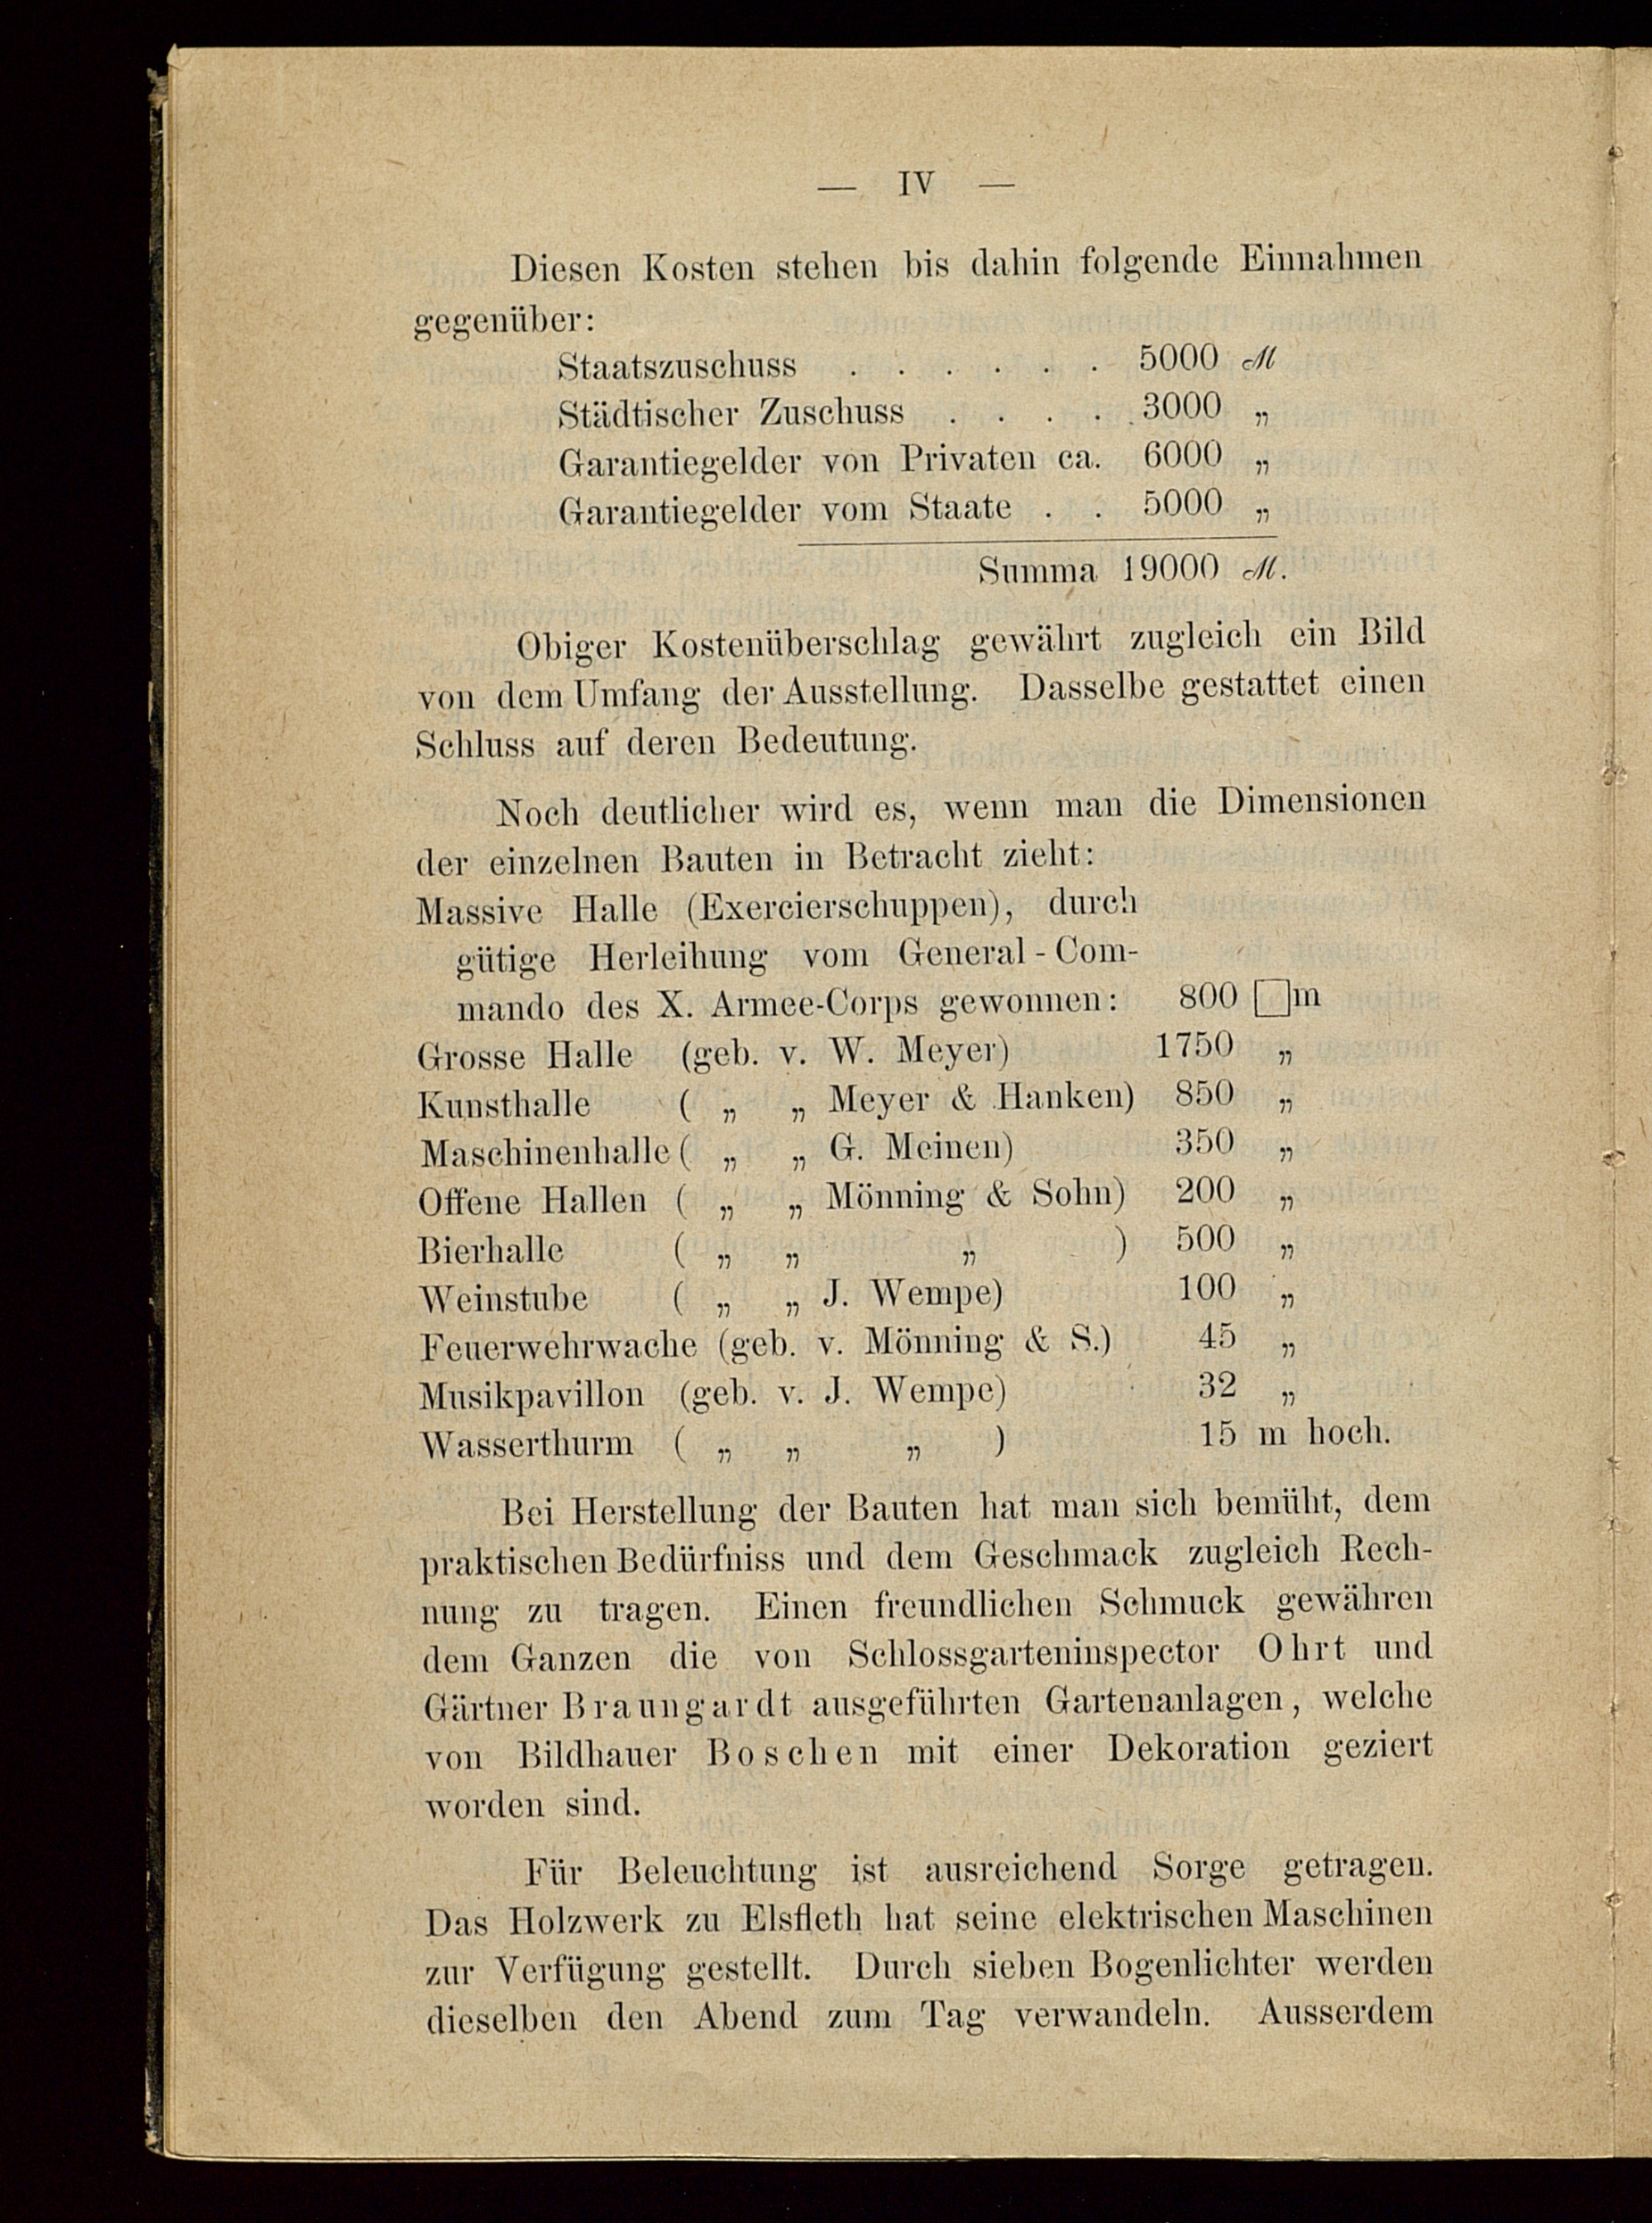 — IV —
Diesen Kosten stehen bis dahin folgende Einnahmen
gegenüber:
Staatszuschuss . . . . . . 5000 ℳ
Städtischer Zuschuss . . . . 3000 „
Garantiegelder von Privaten ca. 6000 „
Garantiegelder vom Staate . . 5000 „
Summa 19000 ℳ.
Obiger Kostenüberschlag gewährt zugleich ein Bild
von dem Umfang der Ausstellung. Dasselbe gestattet einen
Schluss auf deren Bedeutung.
Noch deutlicher wird es, wenn man die Dimensionen
der einzelnen Bauten in Betracht zieht:
Massive Halle (Exercierschuppen), durch
gütige Herleihung vom General-Com-
mando des X. Armee-Corps gewonnen: 800 □m
Grosse Halle (geb. v. W. Meyer) 1750 „
Kunsthalle ( „ „ Meyer & Hanken) 850 „
Maschinenhalle ( „ „ G. Meinen) 350 „
Offene Hallen ( „ „ Mönning & Sohn) 200 „
Bierhalle ( „ „ „ ) 500 „
Weinstube ( „ „ J. Wempe) 100 „
Feuerwehrwache (geb. v. Mönning & S.) 45 „
Musikpavillon (geb. v. J. Wempe) 32 „
Wasserthurm ( „ „ „ ) 15 m hoch.
Bei Herstellung der Bauten hat man sich bemüht, dem
praktischen Bedürfniss und dem Geschmack zugleich Rech-
nung zu tragen. Einen freundlichen Schmuck gewähren
dem Ganzen die von Schlossgarteninspector Ohrt und
Gärtner Braungardt ausgeführten Gartenanlagen, welche
von Bildhauer Boschen mit einer Dekoration geziert
worden sind.
Für Beleuchtung ist ausreichend Sorge getragen.
Das Holzwerk zu Elsfleth hat seine elektrischen Maschinen
zur Verfügung gestellt. Durch sieben Bogenlichter werden
dieselben den Abend zum Tag verwandeln. Ausserdem